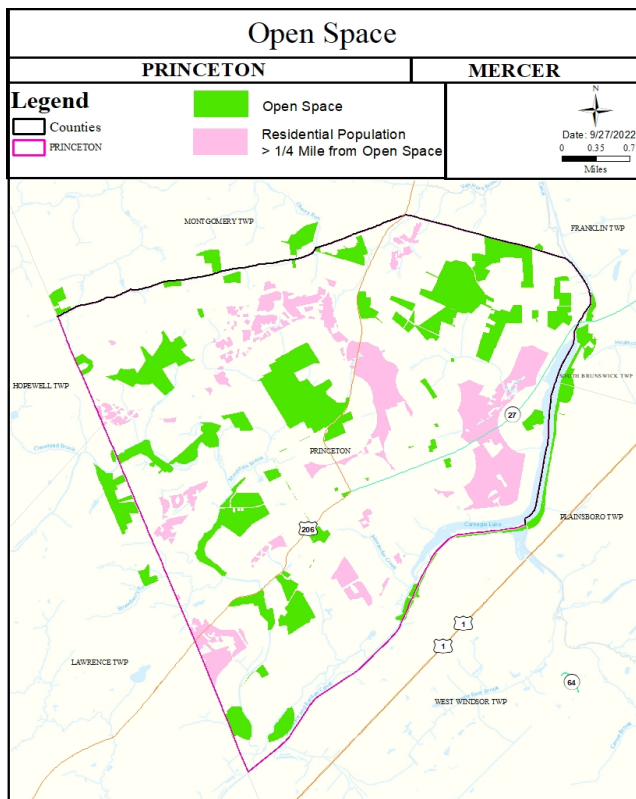 Open Space
PRINCETON
MERCER
Legend
Counties
PRINCETON
Open Space
Residential Population
> 1/4 Mile from Open Space
N
Date: 9/27/2022
0 0.35 0.7
Miles
MONTGOMERY TWP
FRANKLIN TWP
HOPEWELL TWP
BRUNSWICK TWP
27
PRINCETON
206
PLAINSBORO TWP
Carnegie Lake
1
1
LAWRENCE TWP
64
WEST WINDSOR TWP